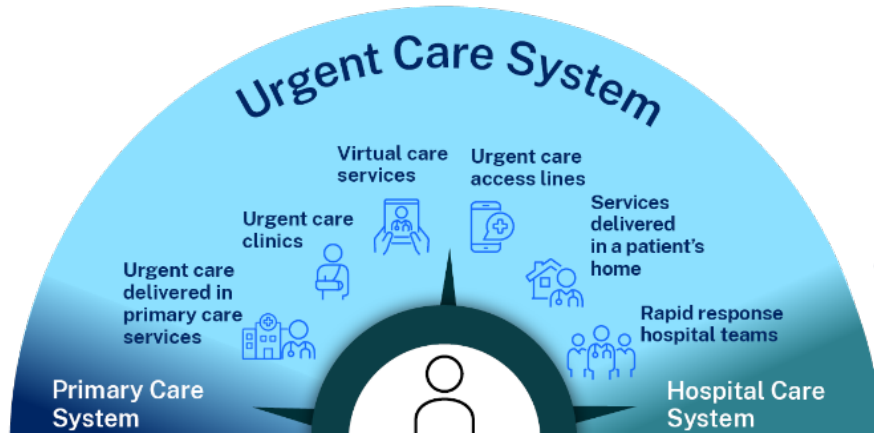 Urgent Care System
Virtual care
services
Urgent care
access lines
Urgent care
clinics
Services
delivered
in a patient's
home
Urgent care
delivered in
primary care
services
Rapid response
hospital teams
Primary Care
System
Hospital Care
System